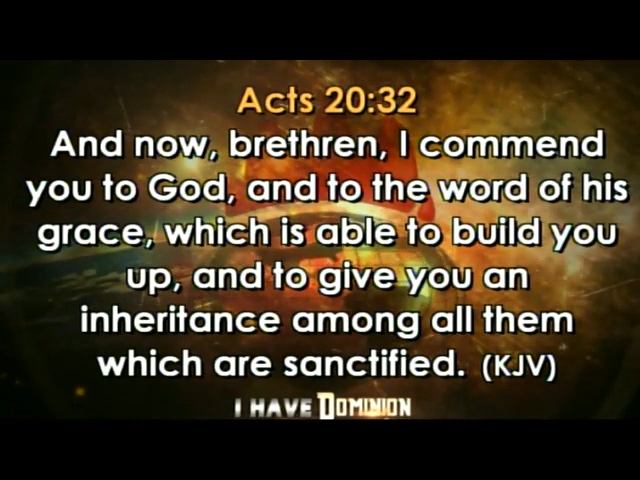 Acts 20:32
And now, brethren, I commend
you to God, and to the word of his
grace, which is able to build you
up, and to give you an
inheritance among all them
which are sanctified. (KJV)
I HAVE DOMINION